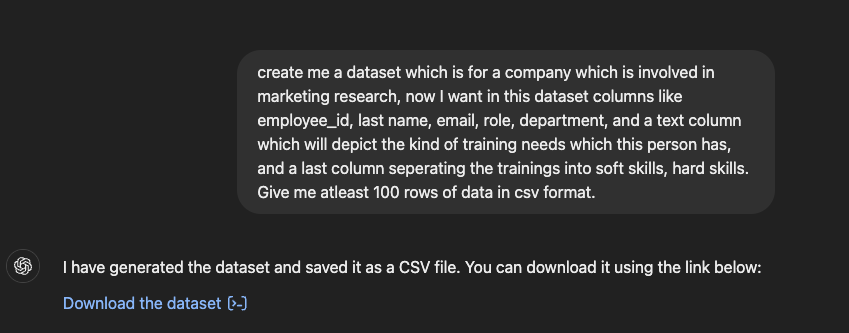 create me a dataset which is for a company which is involved in
marketing research, now I want in this dataset columns like
employee_id, last name, email, role, department, and a text column
which will depict the kind of training needs which this person has,
and a last column seperating the trainings into soft skills, hard skills.
Give me atleast 100 rows of data in csv format.
I have generated the dataset and saved it as a CSV file. You can download it using the link below:
Download the dataset [>-]